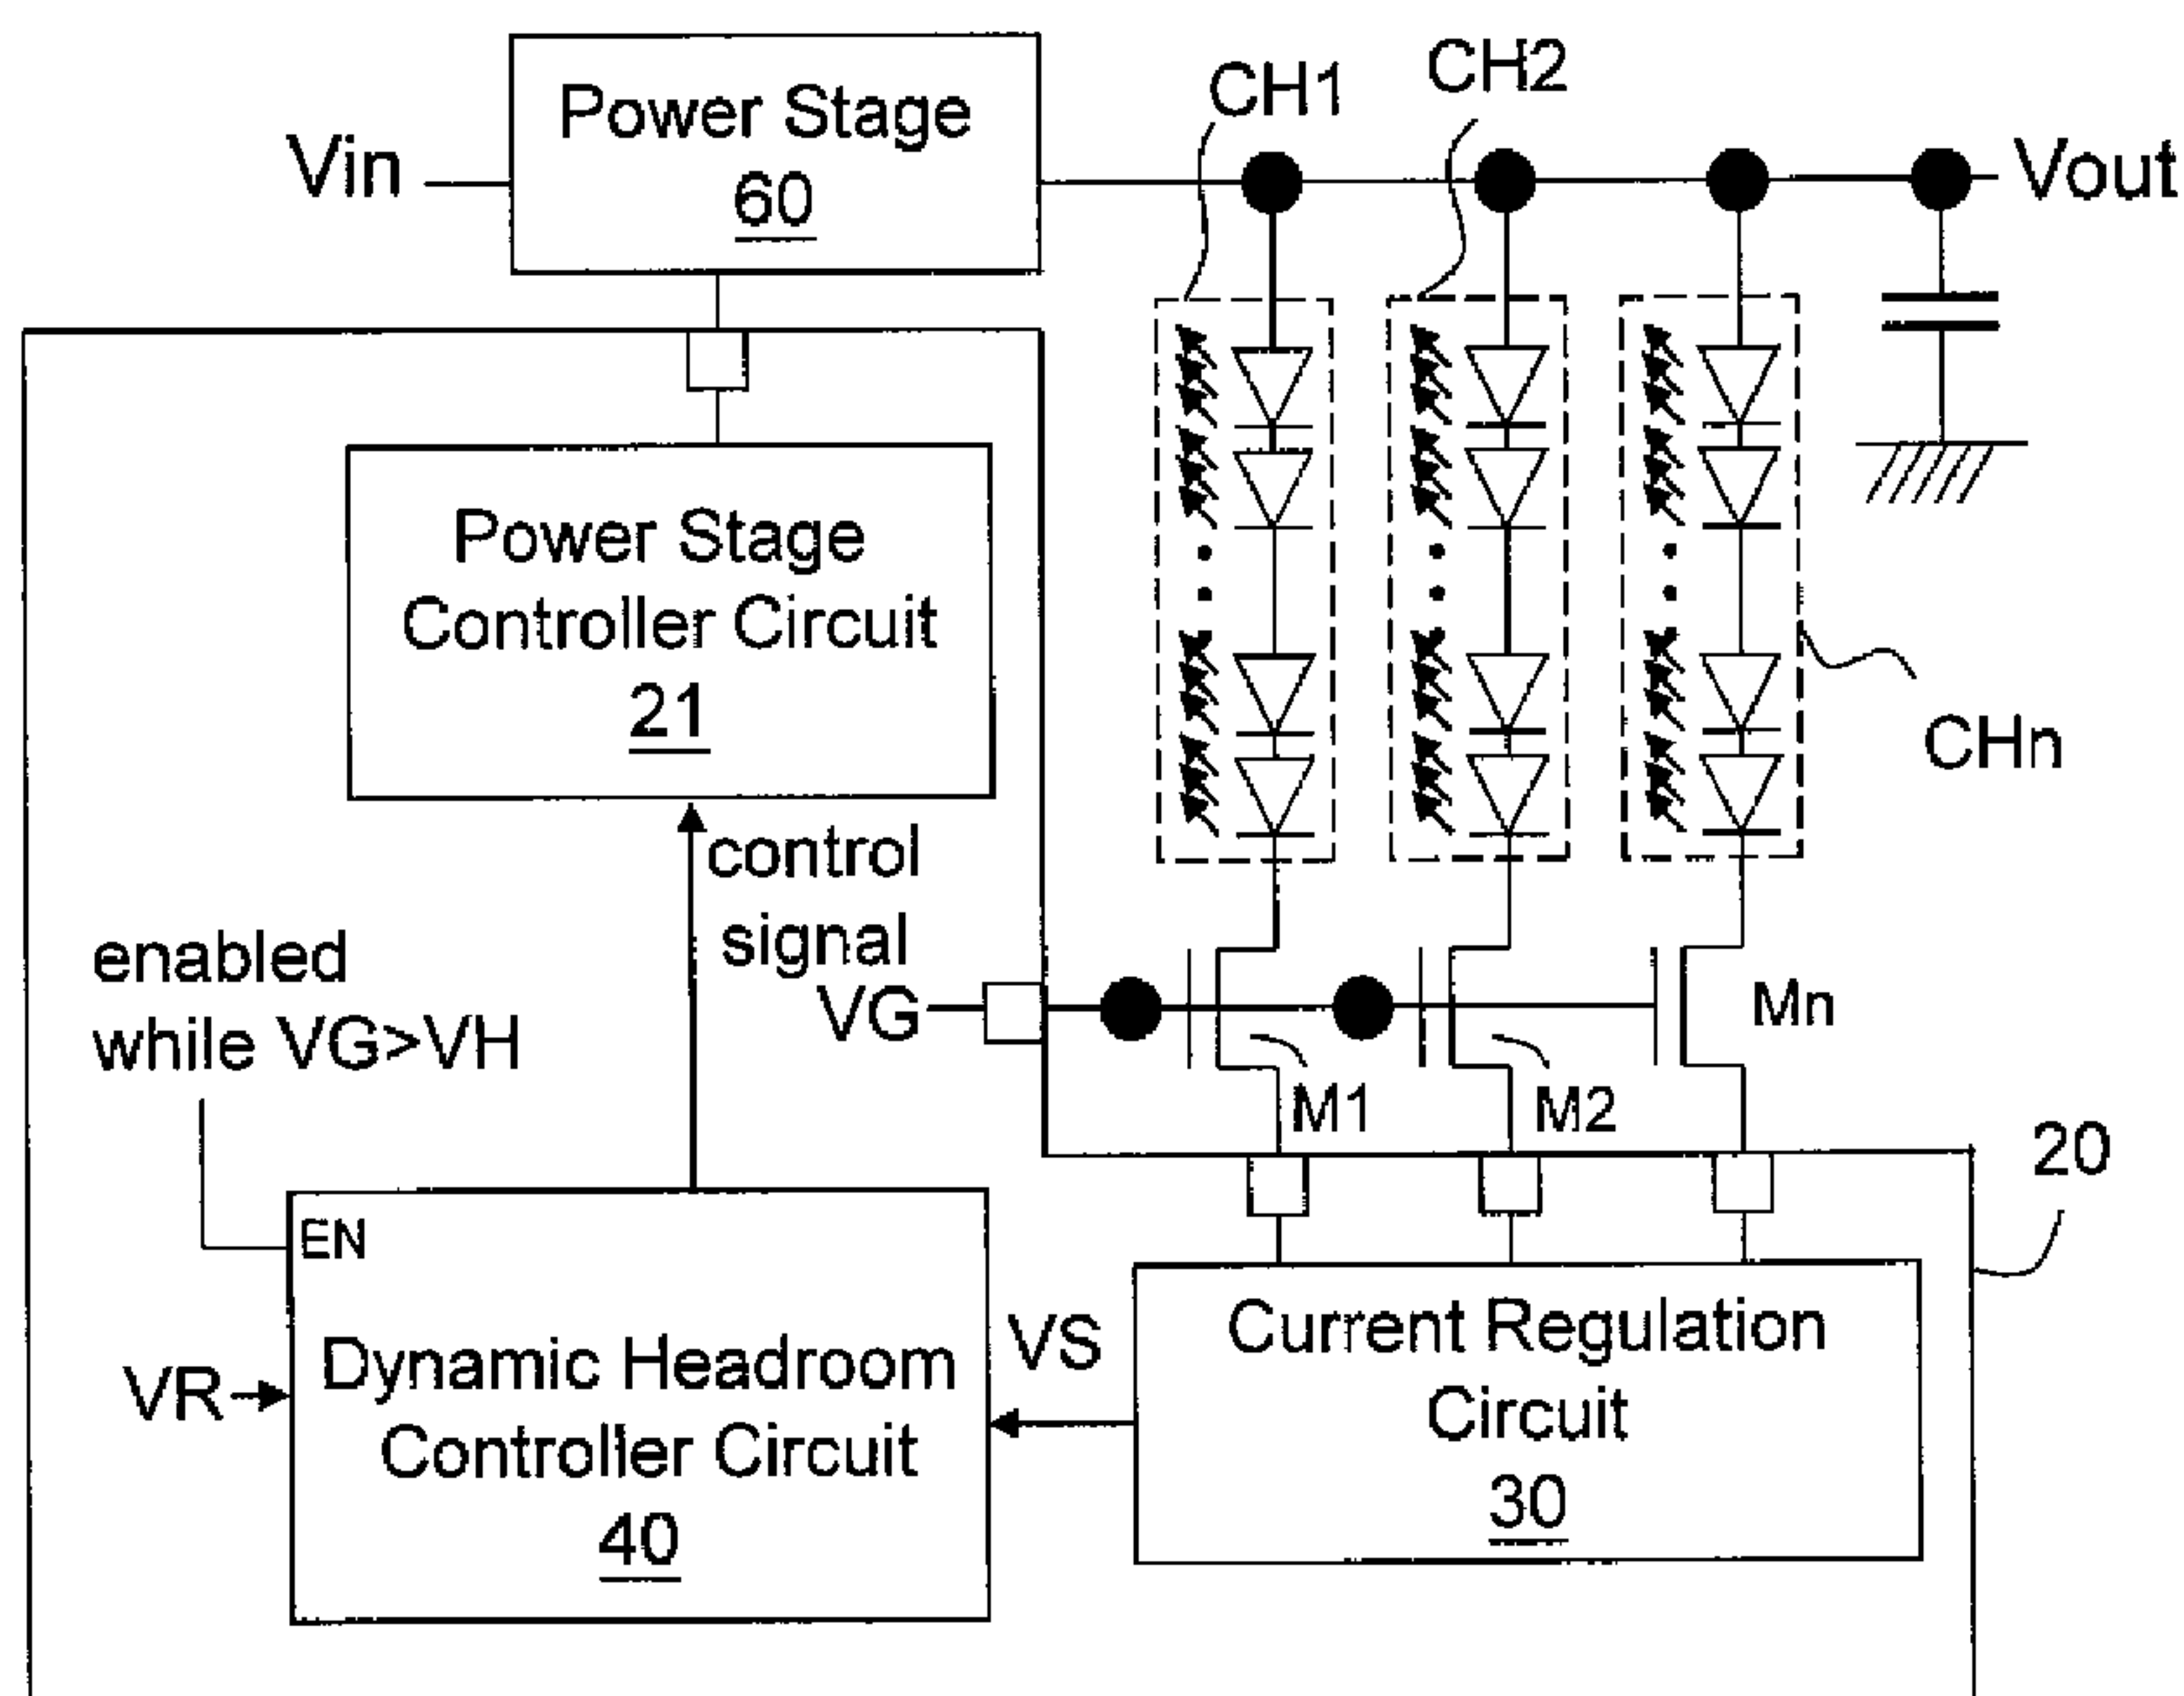 CH1
CH2
Power Stage
60
Vin
Vout
Power Stage
Controller Circuit
21
CHn
control
signal
enabled
while VG>VH
VG
Mn
M1
M2
20
EN
VR
Dynamic Headroom
Controller Circuit
40
VS
Current Regulation
Circuit
30